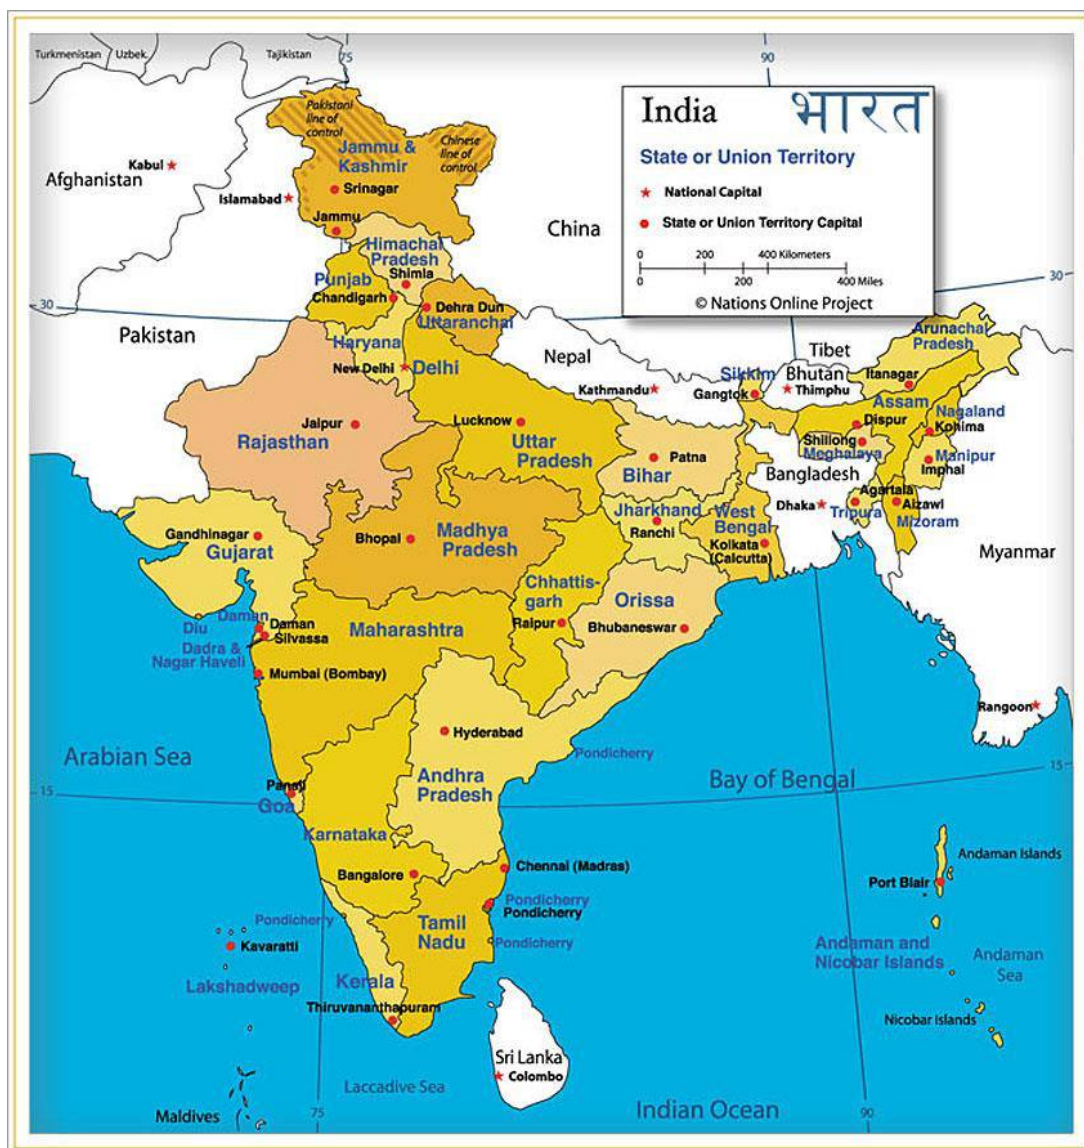 Turkmenistan
Uzbek.
Tajikistan
75
90
Pakistani
line of
control
Chinese
line of
control
Jammu &
Kashmir
Kabul
Afghanistan
Islamabad
Srinagar
Jammu
India
भारत
State or Union Territory
National Capital
State or Union Territory Capital
0 200 400 Kilometers
0 200 400 Miles
© Nations Online Project
China
Himachal
Pradesh
Shimla
Punjab
Chandigarh
30
30
Dehra Dun
Uttaranchal
Pakistan
Haryana
New Delhi
Delhi
Nepal
Kathmandu
Tibet
Bhutan
Thimphu
Sikkim
Gangtok
Arunachal
Pradesh
Itanagar
Assam
Dispur
Nagaland
Kohima
Shillong
Meghalaya
Manipur
Imphal
Jaipur
Rajasthan
Lucknow
Uttar
Pradesh
Patna
Bihar
Bangladesh
Dhaka
Agartala
Tripura
Aizawl
Mizoram
Jharkhand
Ranchi
West
Bengal
Kolkata
(Calcutta)
Myanmar
Gandhinagar
Gujarat
Bhopal
Madhya
Pradesh
Chhattis-
garh
Raipur
Orissa
Bhubaneswar
Daman
Diu
Daman
Silvassa
Dadra &
Nagar Haveli
Maharashtra
Mumbai (Bombay)
Rangoon
Hyderabad
Arabian Sea
Pondicherry
Bay of Bengal
Andhra
Pradesh
15
15
Panaji
Goa
Karnataka
Bangalore
Chennai (Madras)
Andaman Islands
Port Blair
Pondicherry
Pondicherry
Pondicherry
Pondicherry
Tamil
Nadu
Kavaratti
Lakshadweep
Kerala
Thiruvananthapuram
Andaman and
Nicobar Islands
Andaman
Sea
Nicobar Islands
Sri Lanka
Colombo
Laccadive Sea
Maldives
75
90
Indian Ocean